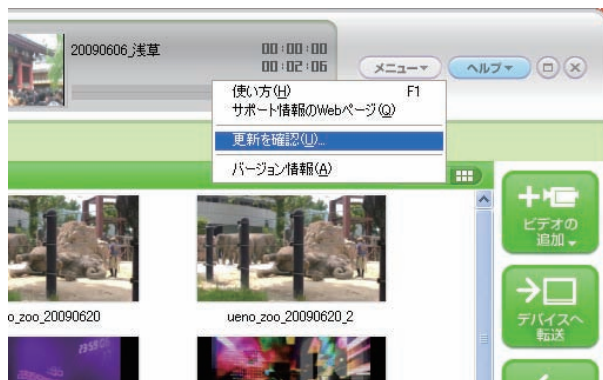 20090606_浅草
00:00:00
00:02:06
メニュー
ヘルプ
使い方(H) F1
サポート情報のWebページ(Q)
更新を確認(U)...
バージョン情報(A)
ビデオの
追加
デバイスへ
転送
o_zoo_20090620
ueno_zoo_20090620_2